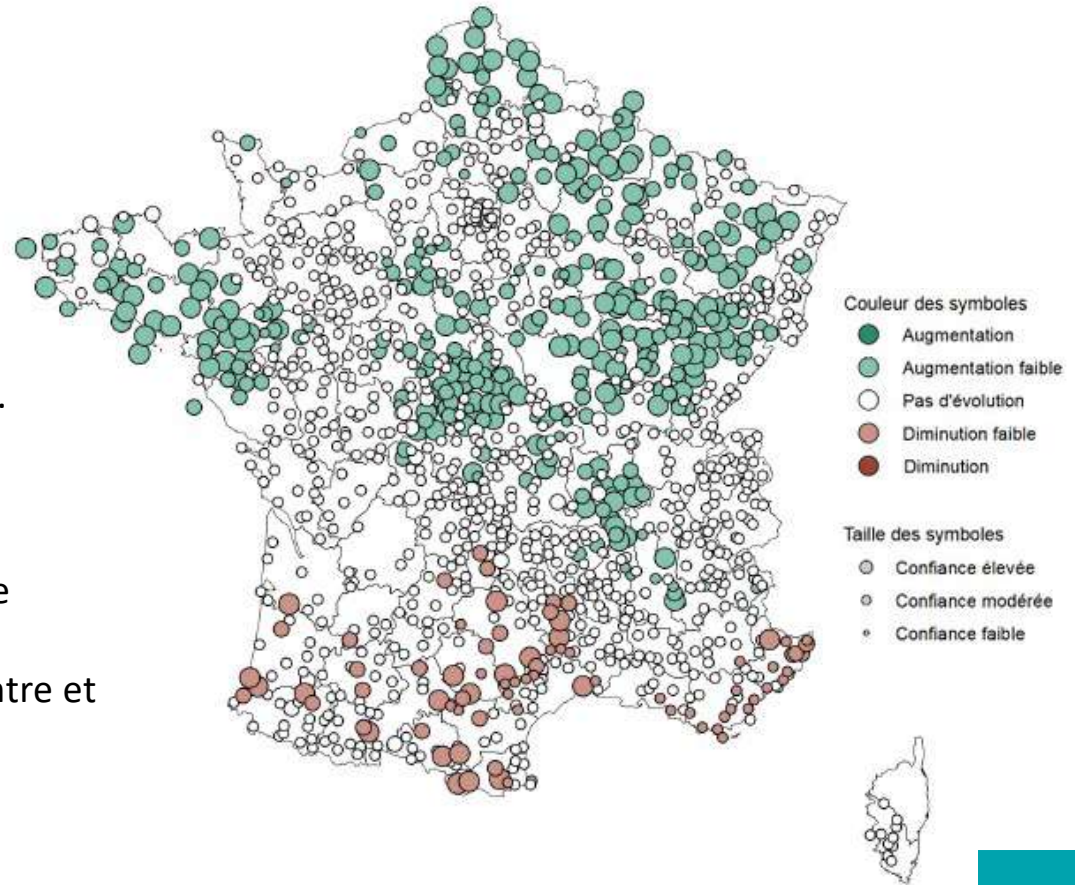 .
e
ntre et
Couleur des symboles
Augmentation
Augmentation faible
Pas d'évolution
Diminution faible
Diminution
Taille des symboles
Confiance élevée
Confiance modérée
Confiance faible